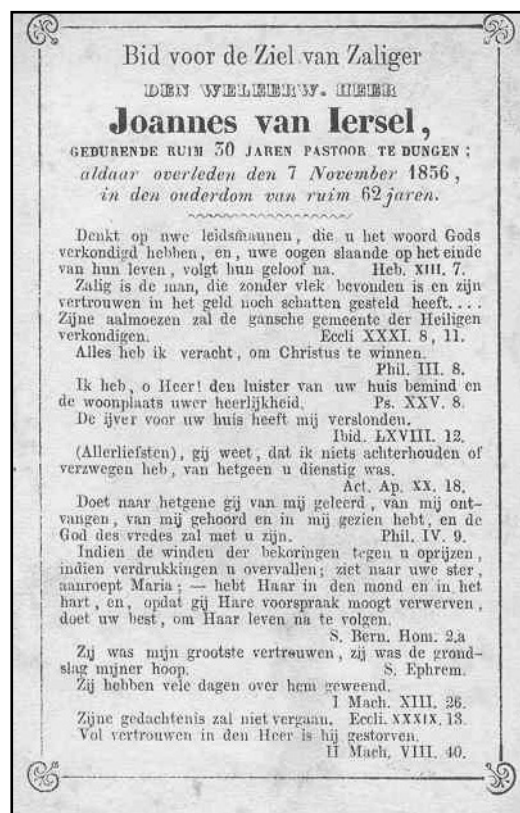 Bid voor de Ziel van Zaliger
DEN WELEERW. HEER
Joannes van Iersel,
GEDURENDE RUIM 30 JAREN PASTOOR TE DUNGEN;
aldaar overleden den 7 November 1856,
in den ouderdom van ruim 62 jaren.
Denkt op uwe leidsmannen, die u het woord Gods
verkondigd hebben, en, uwe oogen slaande op het einde
van hun leven, volgt hun geloof na. Heb. XIII. 7.
Zalig is de man, die zonder vlek bevonden is en zijn
vertrouwen in het geld noch schatten gesteld heeft....
Zijne aalmoezen zal de gansche gemeente der Heiligen
verkondigen. Eccli XXXI. 8, 11.
Alles heb ik veracht, om Christus te winnen.
Phil. III. 8.
Ik heb, o Heer! den luister van uw huis bemind en
de woonplaats uwer heerlijkheid. Ps. XXV. 8.
De ijver voor uw huis heeft mij verslonden.
Ibid. LXVIII. 12.
(Allerliefsten), gij weet, dat ik niets achterhouden of
verzwegen heb, van hetgeen u dienstig was.
Act. Ap. XX. 18.
Doet naar hetgene gij van mij geleerd, van mij ont-
vangen, van mij gehoord en in mij gezien hebt, en de
God des vredes zal met u zijn. Phil. IV. 9.
Indien de winden der bekoringen tegen u oprijzen,
indien verdrukkingen u overvallen; ziet naar uwe ster,
aanroept Maria; — hebt Haar in den mond en in het
hart, en, opdat gij Hare voorspraak moogt verwerven,
doet uw best, om Haar leven na te volgen.
S. Bern. Hom. 2.a
Zij was mijn grootste vertrouwen, zij was de grond-
slag mijner hoop. S. Ephrem.
Zij hebben vele dagen over hem geweend.
I Mach. XIII. 26.
Zijne gedachtenis zal niet vergaan. Eccli. XXXIX. 13.
Vol vertrouwen in den Heer is hij gestorven.
II Mach. VIII. 40.